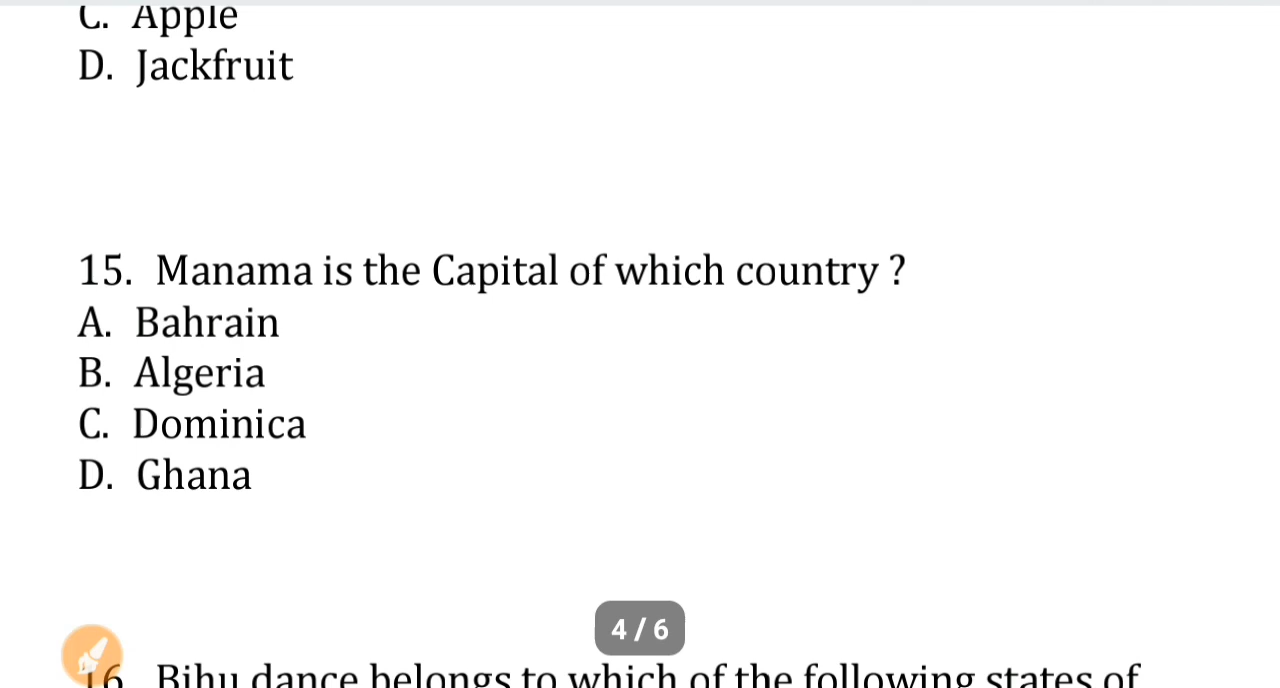 C. Apple
D. Jackfruit
15. Manama is the Capital of which country ?
A. Bahrain
B. Algeria
C. Dominica
D. Ghana
4 / 6
16. Bihu dance belongs to which of the following states of